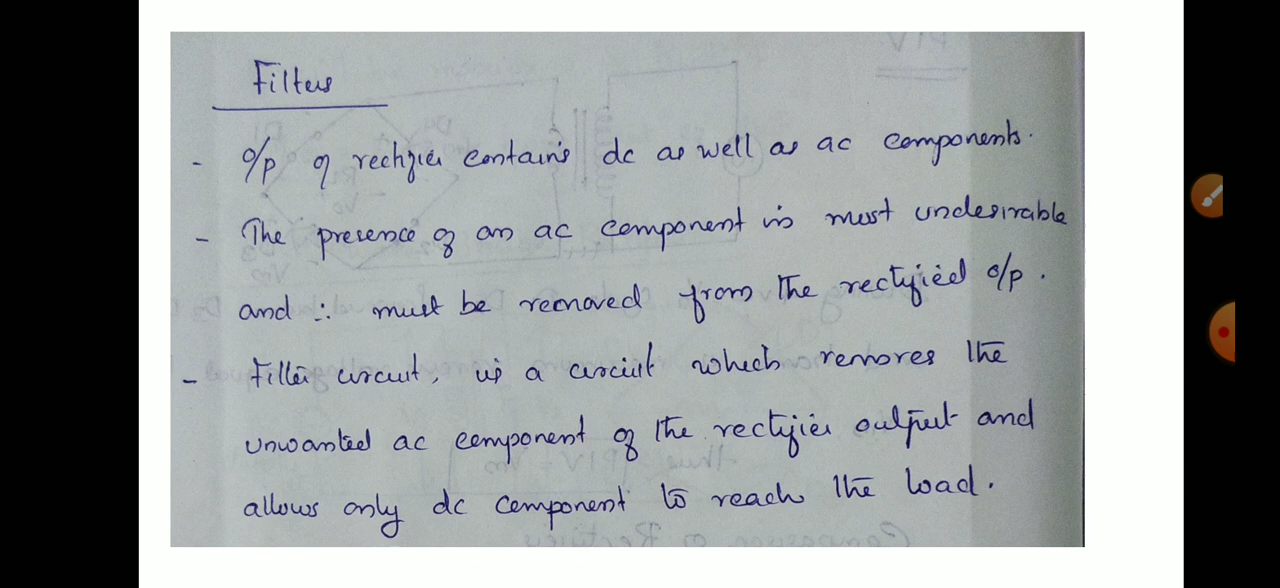 Filters
- o/p of rectifier contains dc as well as ac components.
- The presence of an ac component is most undesirable
and ∴ must be removed from the rectified o/p.
- Filter circuit, is a circuit which removes the
unwanted ac component of the rectifier output and
allows only dc component to reach the load.